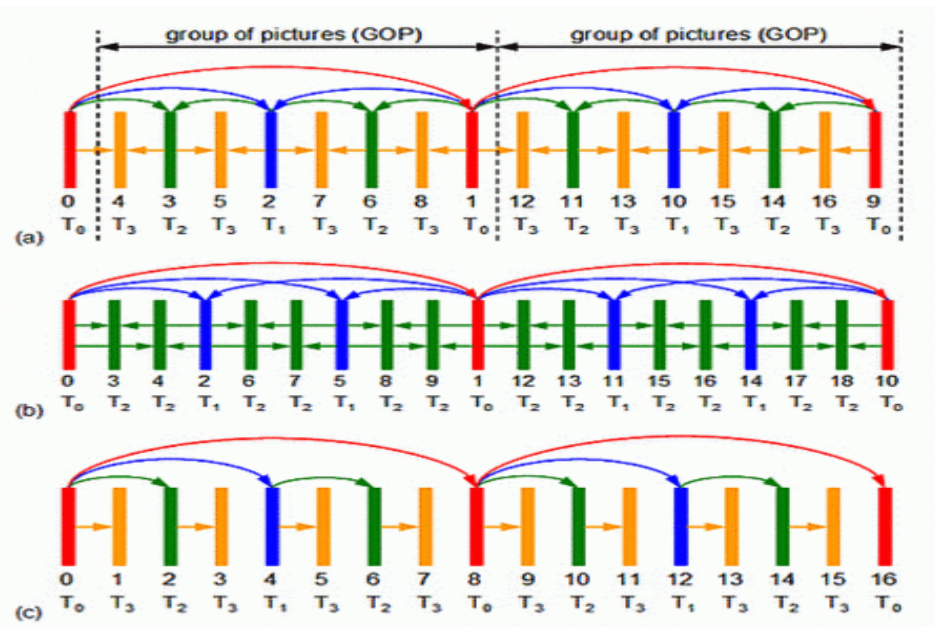 group of pictures (GOP) group of pictures (GOP)
0 4 3 5 2 7 6 8 1 12 11 13 10 15 14 16 9
(a) T₀ T₃ T₂ T₃ T₁ T₃ T₂ T₃ T₀ T₃ T₂ T₃ T₁ T₃ T₂ T₃ T₀
0 3 4 2 6 7 5 8 9 1 12 13 11 15 16 14 17 18 10
(b) T₀ T₂ T₂ T₁ T₂ T₂ T₁ T₂ T₂ T₀ T₂ T₂ T₁ T₂ T₂ T₁ T₂ T₂ T₀
0 1 2 3 4 5 6 7 8 9 10 11 12 13 14 15 16
(c) T₀ T₃ T₂ T₃ T₁ T₃ T₂ T₃ T₀ T₃ T₂ T₃ T₁ T₃ T₂ T₃ T₀